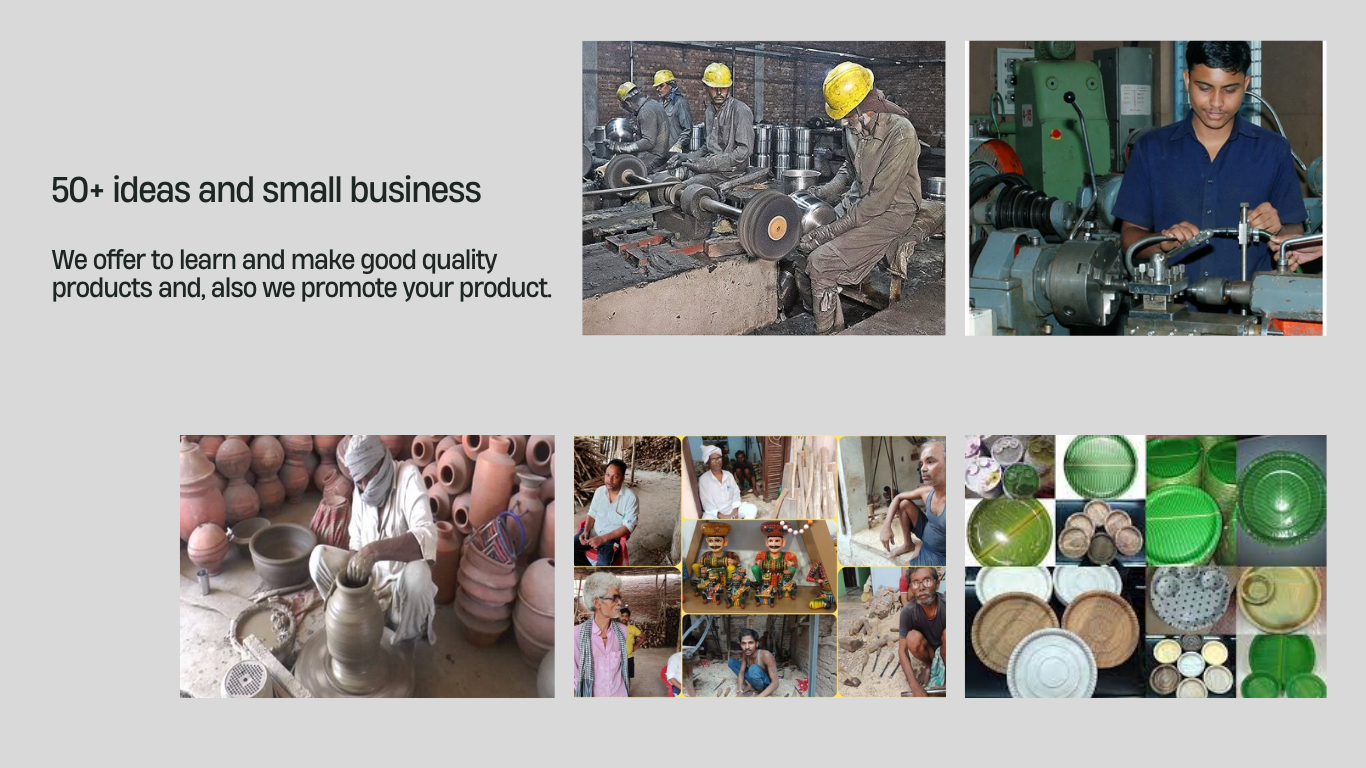 50+ ideas and small business
We offer to learn and make good quality
products and, also we promote your product.